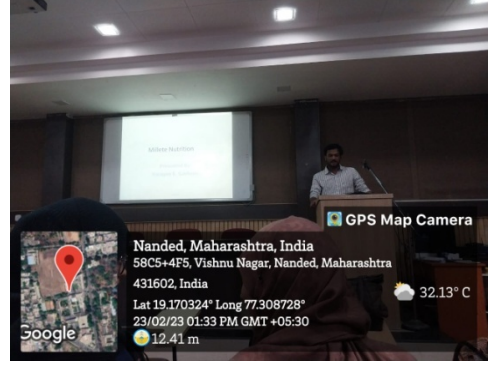 Millete Nutrition
GPS Map Camera
Nanded, Maharashtra, India
58C5+4F5, Vishnu Nagar, Nanded, Maharashtra
431602, India
Lat 19.170324° Long 77.308728°
23/02/23 01:33 PM GMT +05:30
12.41 m
32.13° C
Google